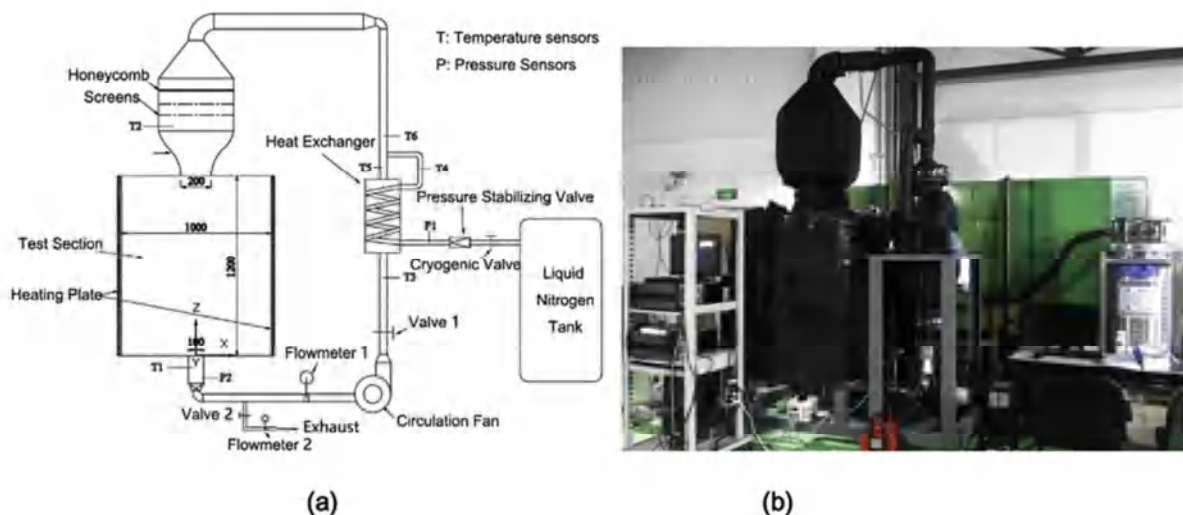 T: Temperature sensors
P: Pressure Sensors
Honeycomb
Screens
T2
T6
Heat Exchanger
T5
T4
200
Pressure Stabilizing Valve
1000
P1
Test Section
1200
Cryogenic Valve
Liquid
Nitrogen
Tank
T3
Heating Plate
Z
Valve 1
100
X
Flowmeter 1
Y
T1
P2
Valve 2
Exhaust
Circulation Fan
Flowmeter 2
(a)
(b)